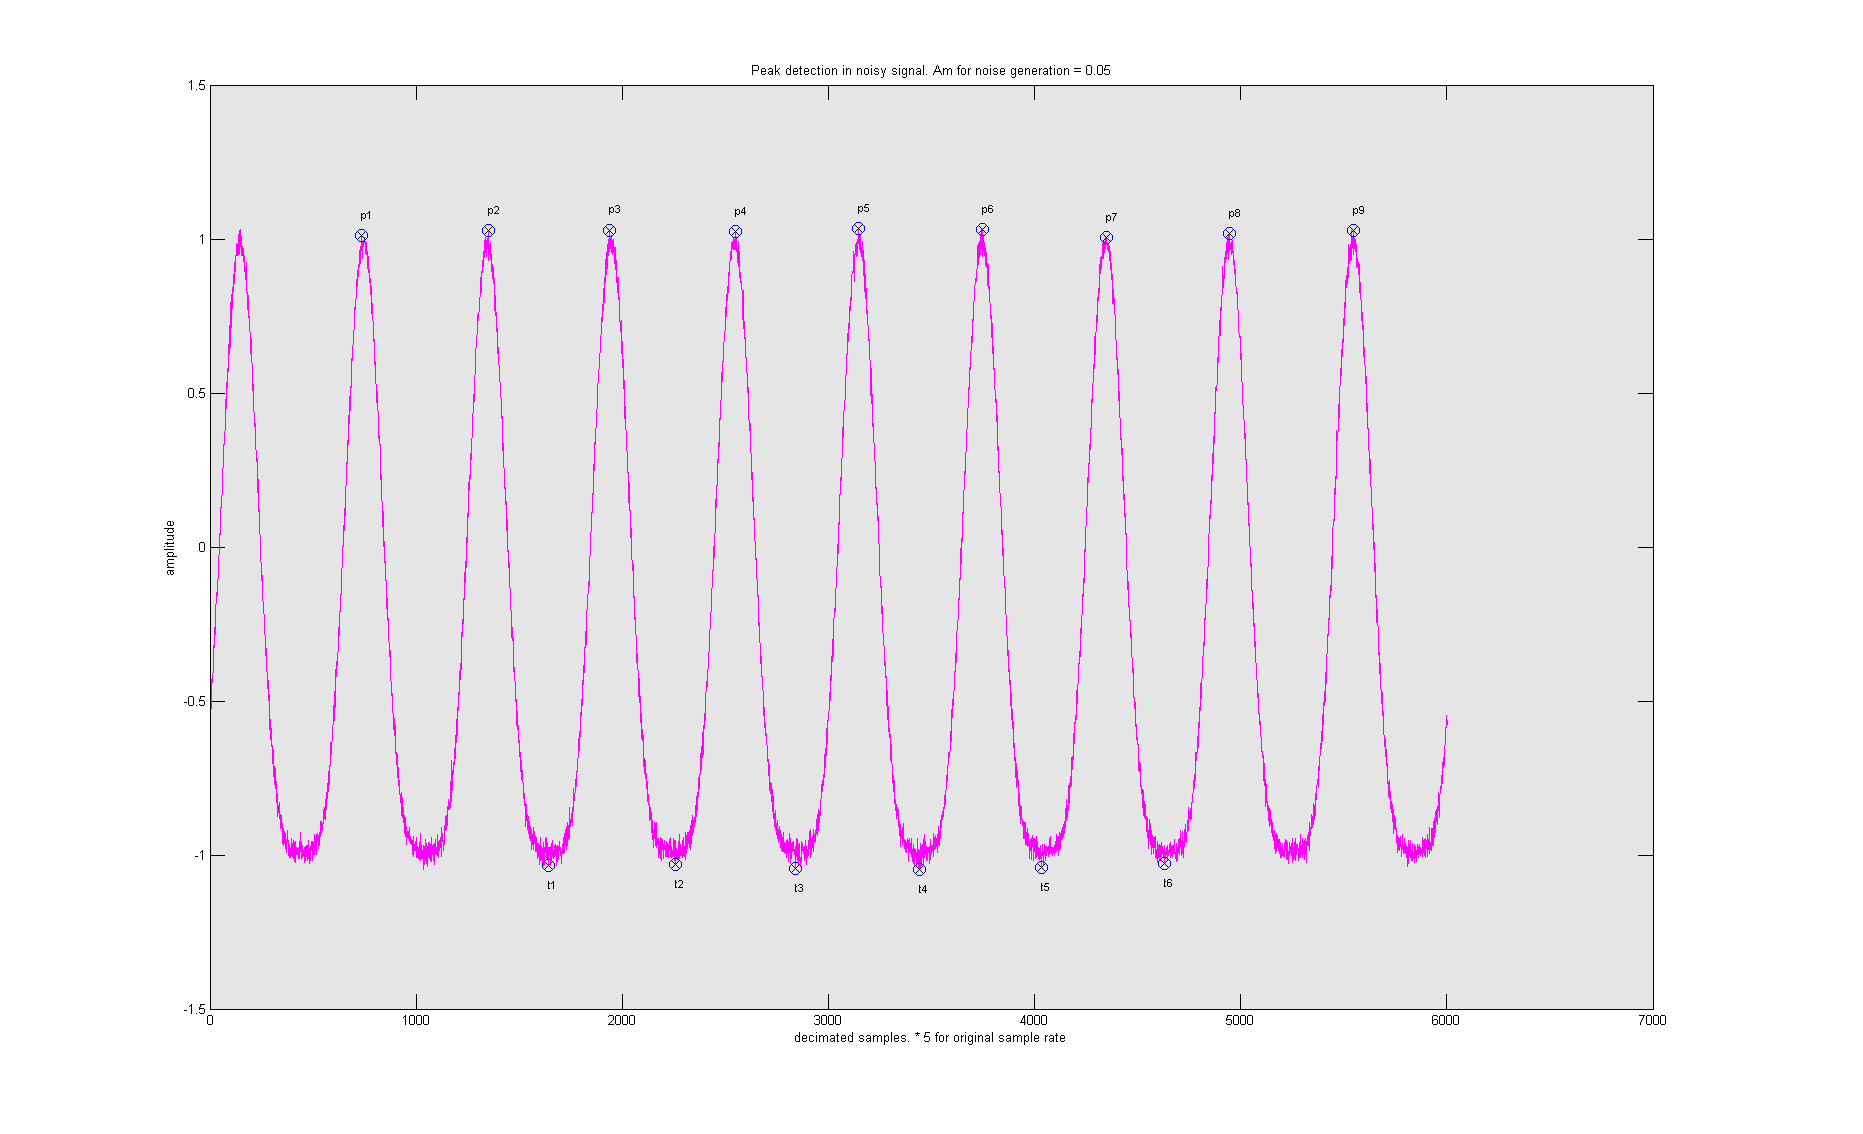 Peak detection in noisy signal. Am for noise generation = 0.05
1.5
p1 p2 p3 p4 p5 p6 p7 p8 p9
1
0.5
0
amplitude
-0.5
-1
t1 t2 t3 t4 t5 t6
-1.5
0 1000 2000 3000 4000 5000 6000 7000
decimated samples. * 5 for original sample rate